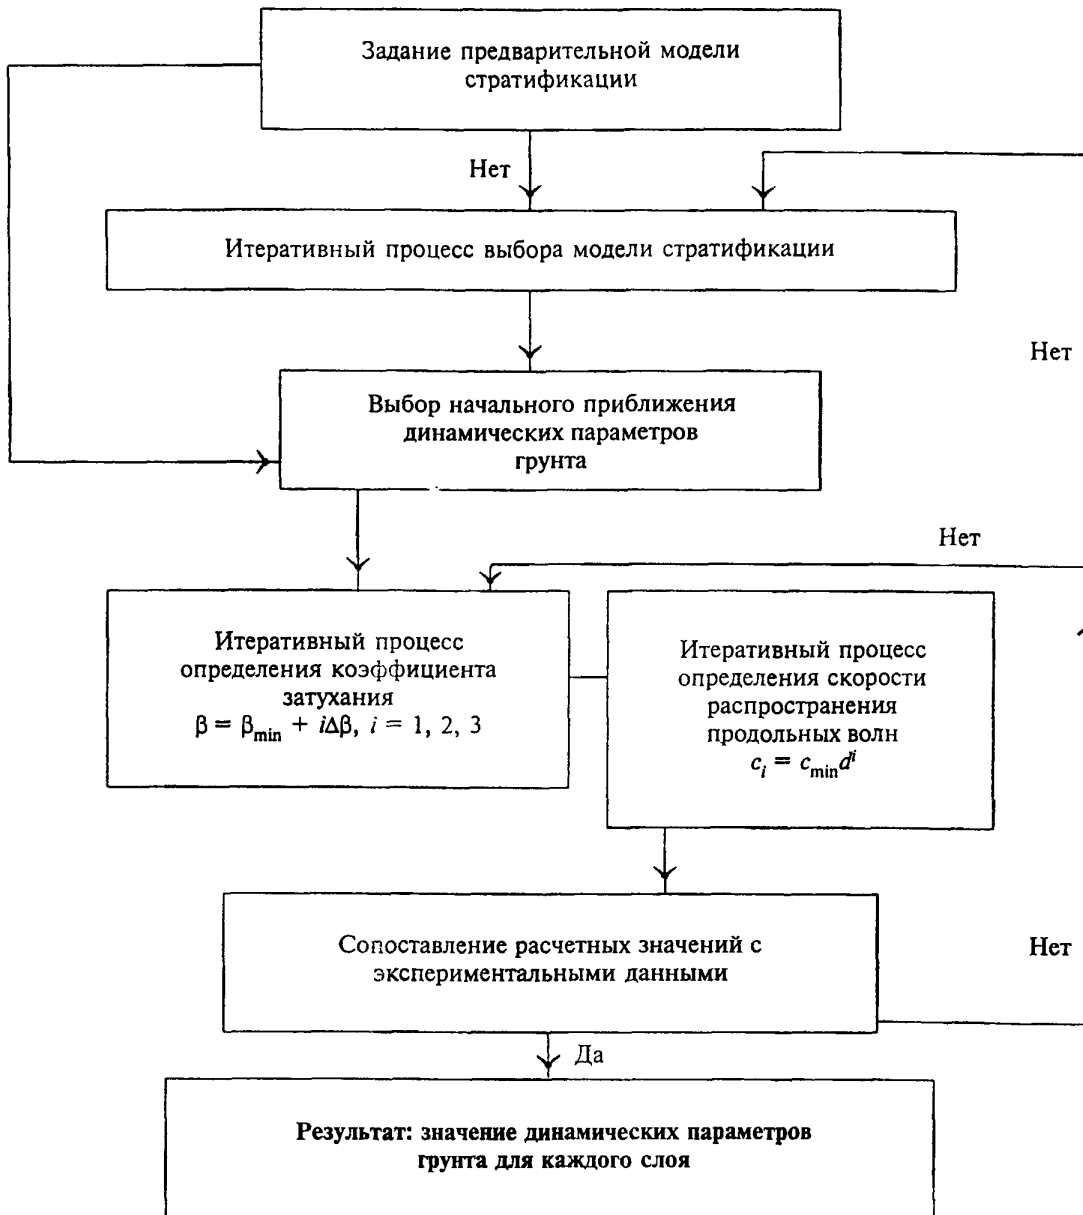 Задание предварительной модели
стратификации
Нет
Итеративный процесс выбора модели стратификации
Нет
Выбор начального приближения
динамических параметров
грунта
Нет
Итеративный процесс
определения коэффициента
затухания
β = β_min + iΔβ, i = 1, 2, 3
Итеративный процесс
определения скорости
распространения
продольных волн
c_i = c_min d^i
Сопоставление расчетных значений с
экспериментальными данными
Нет
Да
Результат: значение динамических параметров
грунта для каждого слоя